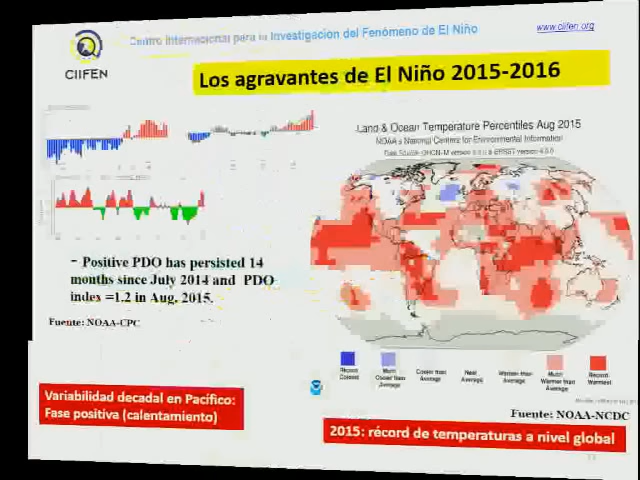 Centro Internacional para la Investigación del Fenómeno de El Niño
www.ciifen.org
CIIFEN
Los agravantes de El Niño 2015-2016
Land & Ocean Temperature Percentiles Aug 2015
NOAA's National Centers for Environmental Information
Data Source: GHCN-M version 3.3.0 & ERSST version 4.0.0
- Positive PDO has persisted 14
months since July 2014 and PDO
index =1.2 in Aug, 2015.
Fuente: NOAA-CPC
Record Coldest
Much Cooler than Average
Cooler than Average
Near Average
Warmer than Average
Much Warmer than Average
Record Warmest
Fuente: NOAA-NCDC
Variabilidad decadal en Pacífico:
Fase positiva (calentamiento)
2015: récord de temperaturas a nivel global